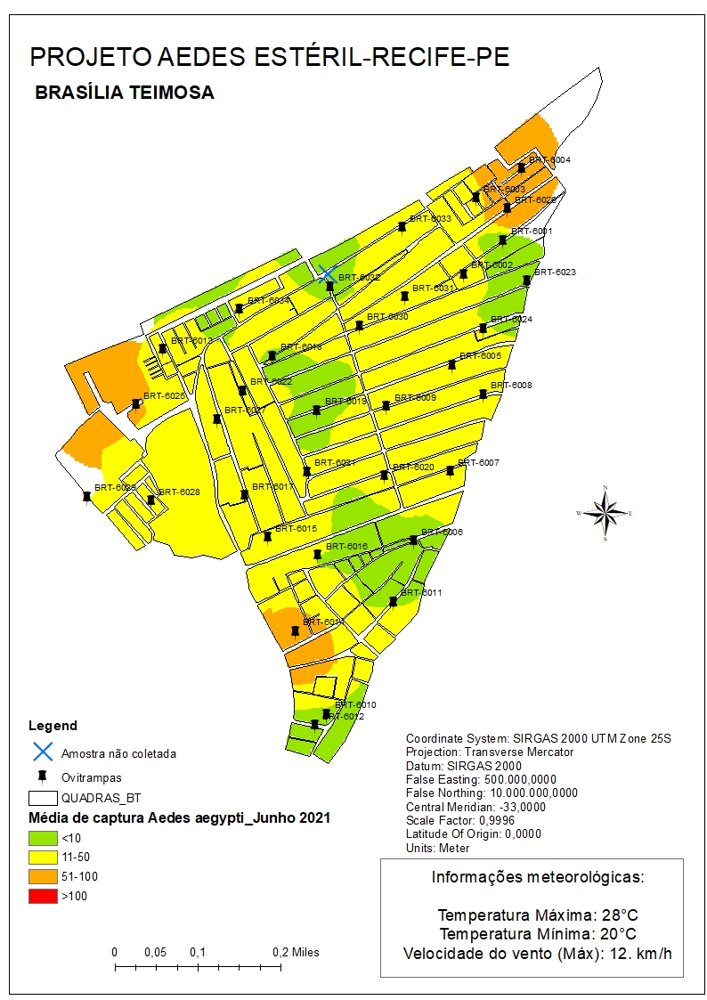 PROJETO AEDES ESTÉRIL-RECIFE-PE
BRASÍLIA TEIMOSA
BRT-6004
BRT-6003
BRT-6026
BRT-6033
BRT-6001
BRT-6002
BRT-6023
BRT-6032
BRT-6031
BRT-6034
BRT-6030
BRT-6024
BRT-6013
BRT-6018
BRT-6005
BRT-6022
BRT-6008
BRT-6025
BRT-6019
BRT-6009
BRT-6027
BRT-6021
BRT-6020
BRT-6007
BRT-6029
BRT-6028
BRT-6017
BRT-6015
BRT-6006
BRT-6016
BRT-6011
BRT-6014
BRT-6010
BRT-6012
N
W
E
S
Legend
Amostra não coletada
Ovitrampas
QUADRAS_BT
Média de captura Aedes aegypti_Junho 2021
<10
11-50
51-100
>100
0 0,05 0,1 0,2 Miles
Coordinate System: SIRGAS 2000 UTM Zone 25S
Projection: Transverse Mercator
Datum: SIRGAS 2000
False Easting: 500.000,0000
False Northing: 10.000.000,0000
Central Meridian: -33,0000
Scale Factor: 0,9996
Latitude Of Origin: 0,0000
Units: Meter
Informações meteorológicas:
Temperatura Máxima: 28°C
Temperatura Mínima: 20°C
Velocidade do vento (Máx): 12. km/h